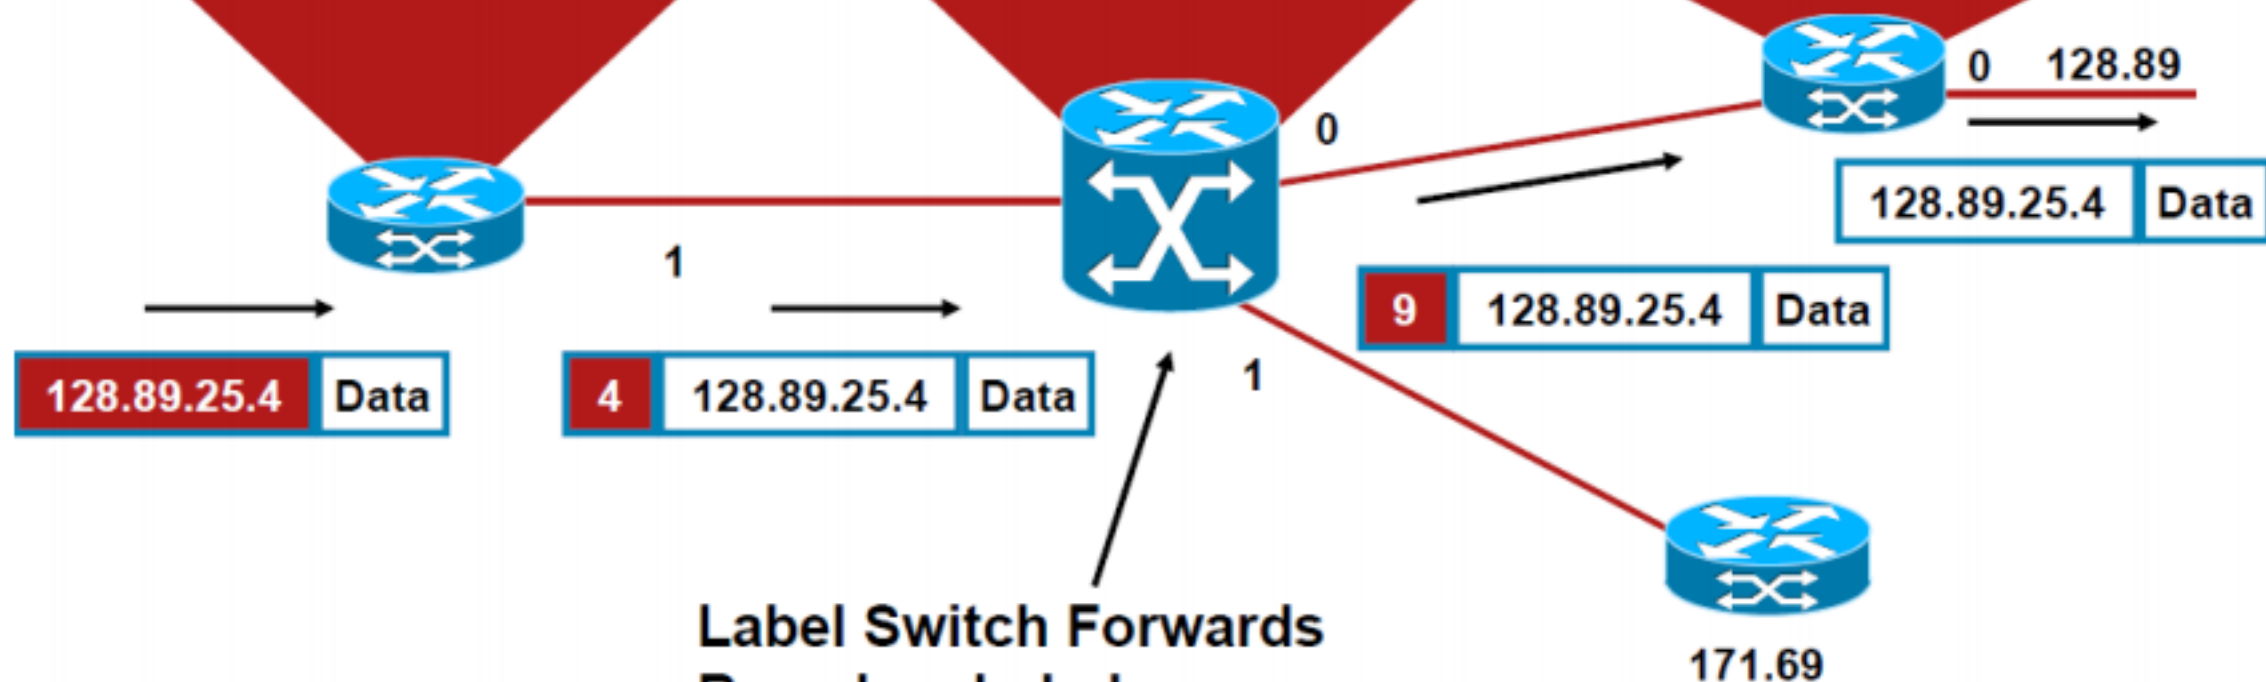 0 128.89
0
128.89.25.4 Data
1
9 128.89.25.4 Data
1
128.89.25.4 Data
4 128.89.25.4 Data
Label Switch Forwards
171.69